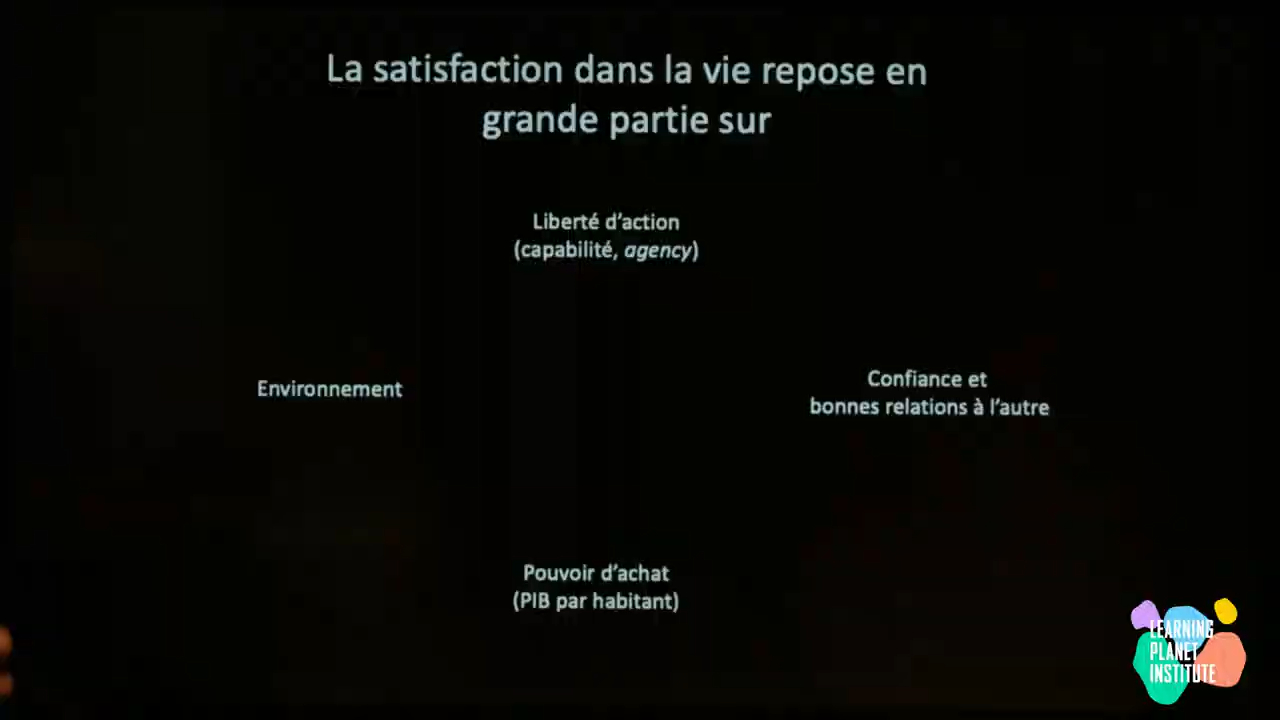 La satisfaction dans la vie repose en
grande partie sur
Liberté d'action
(capabilité, agency)
Environnement
Confiance et
bonnes relations à l'autre
Pouvoir d'achat
(PIB par habitant)
LEARNING
PLANET
INSTITUTE